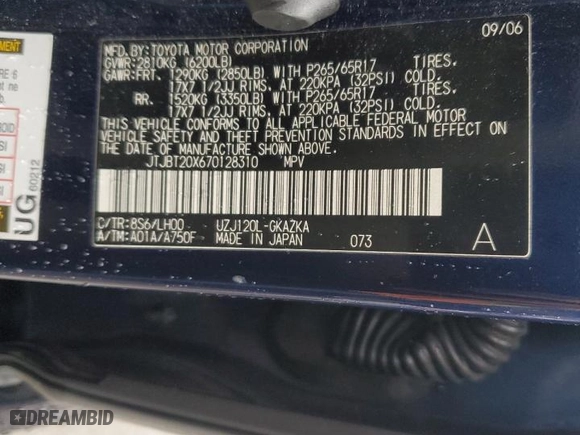 09/06
MFD.BY:TOYOTA MOTOR CORPORATION
GVWR: 2810KG (6200LB)
GAWR:FRT. 1290KG (2850LB) WITH P265/65R17 TIRES.
17X7 1/2JJ RIMS, AT 220KPA (32PSI) COLD.
RR. 1520KG (3350LB) WITH P265/65R17 TIRES.
17X7 1/2JJ RIMS, AT 220KPA (32PSI) COLD.
THIS VEHICLE CONFORMS TO ALL APPLICABLE FEDERAL MOTOR
VEHICLE SAFETY AND THEFT PREVENTION STANDARDS IN EFFECT ON
THE DATE OF MANUFACTURE SHOWN ABOVE.
JTJBT20X670128310 MPV
C/TR:8S6/LH00 UZJ120L-GKAZKA
A/TM:A01A/A750F MADE IN JAPAN 073 A
UG
60212
DREAMBID